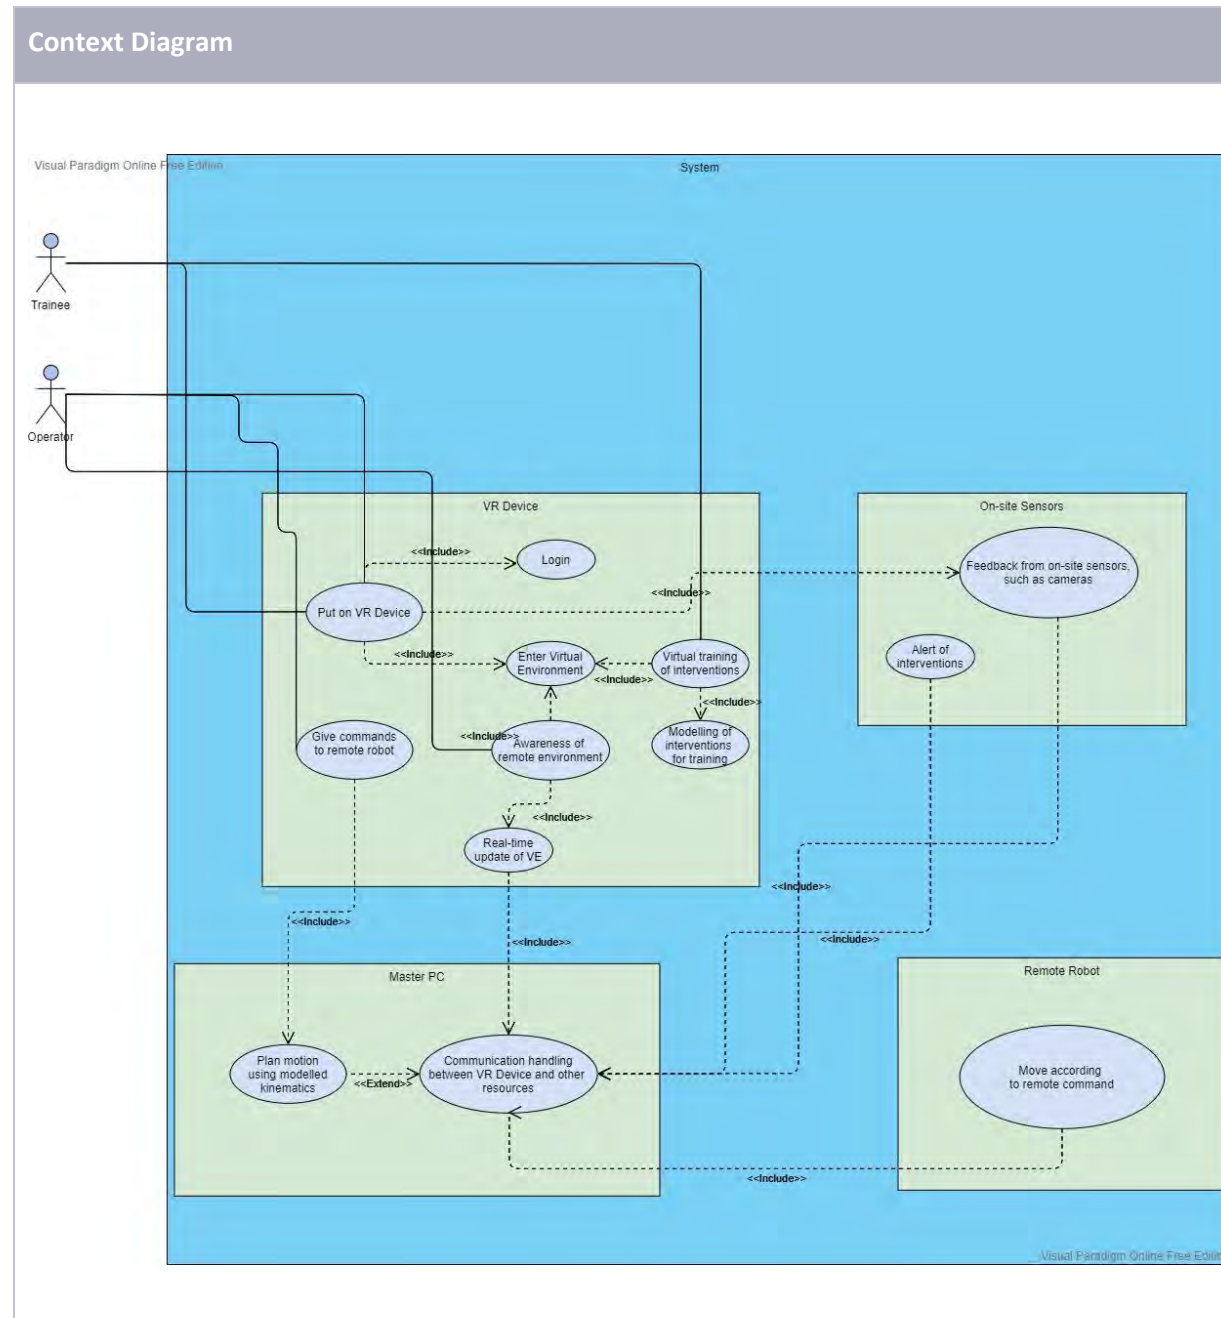 Context Diagram
Visual Paradigm Online Free Edition
System
Trainee
Operator
VR Device
On-site Sensors
<<Include>>
Login
Feedback from on-site sensors,
such as cameras
<<Include>>
Put on VR Device
<<Include>>
Enter Virtual
Environment
<<Include>>
Virtual training
of interventions
Alert of
interventions
<<Include>>
Give commands
to remote robot
<<Include>>
Awareness of
remote environment
Modelling of
interventions
for training
<<Include>>
Real-time
update of VE
<<Include>>
<<Include>>
<<Include>>
<<Include>>
Master PC
Remote Robot
Plan motion
using modelled
kinematics
<<Extend>>
Communication handling
between VR Device and other
resources
Move according
to remote command
<<Include>>
Visual Paradigm Online Free Editi